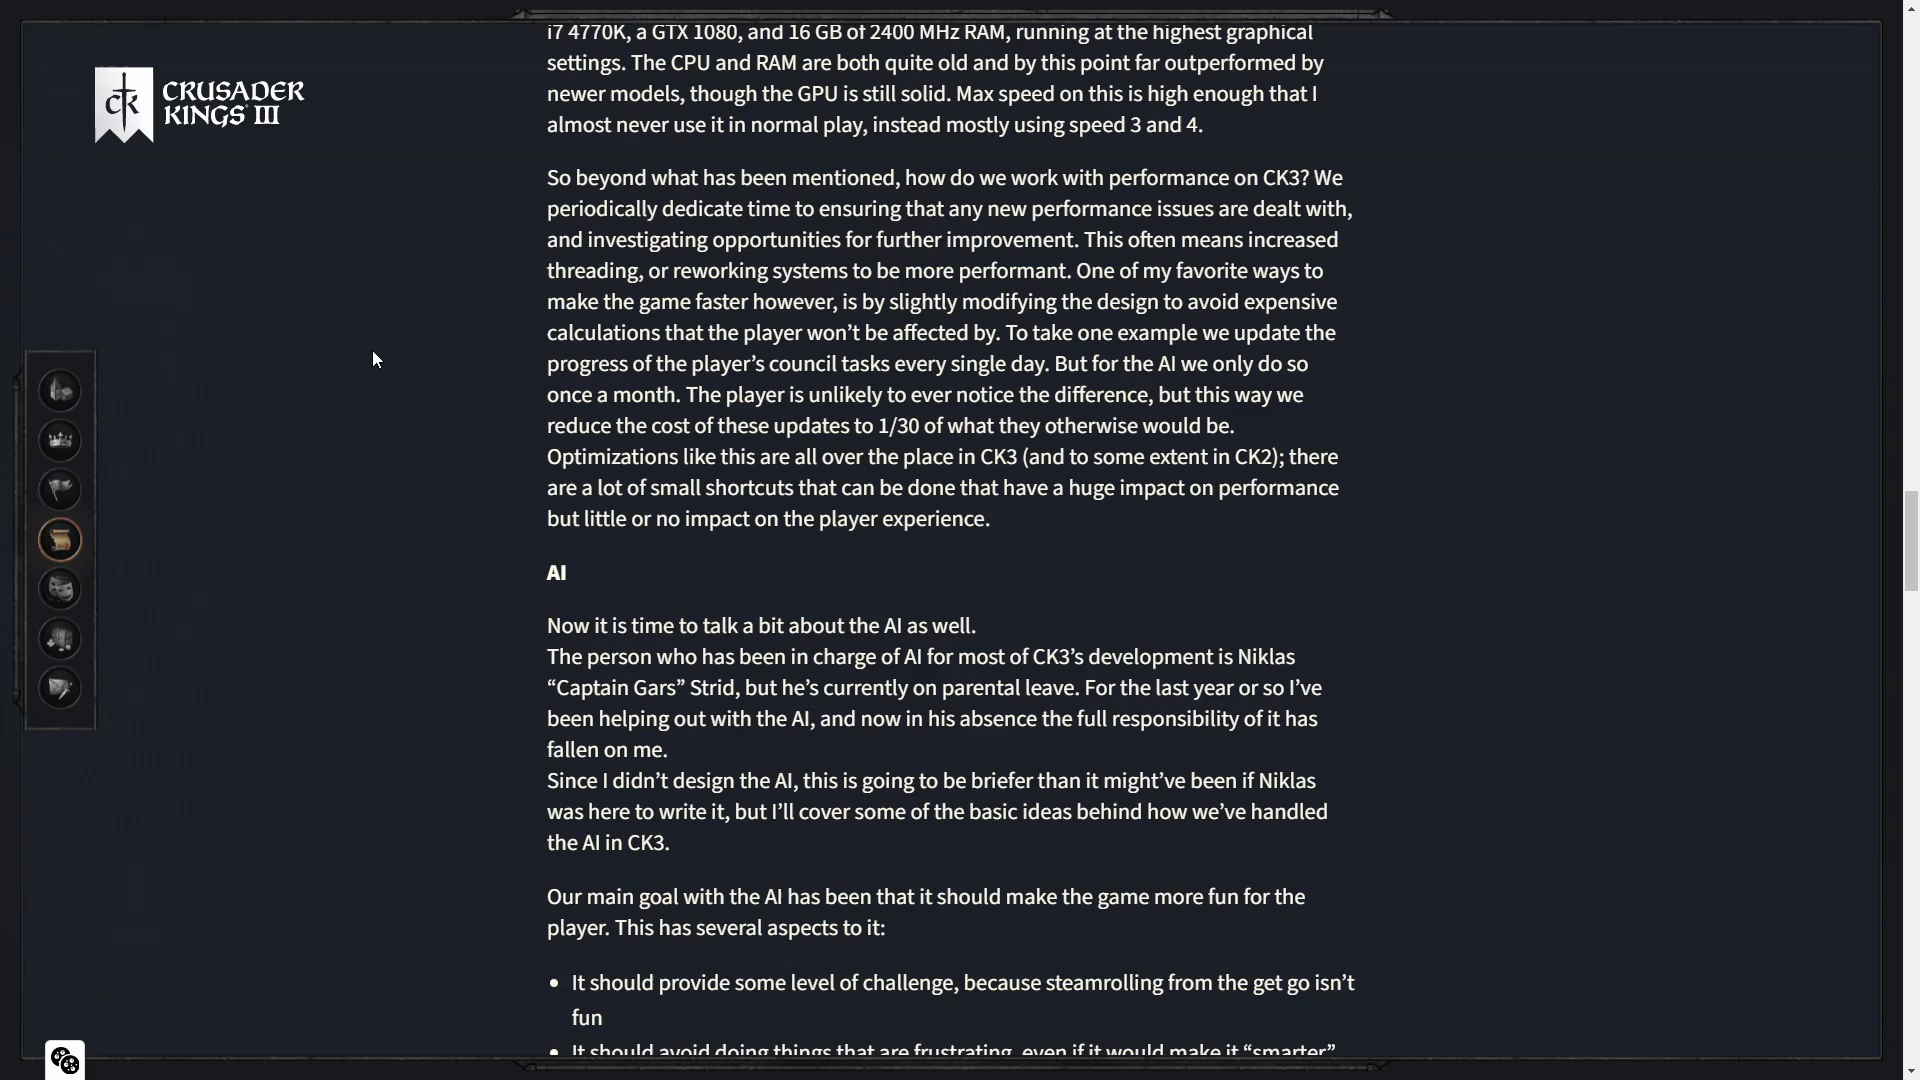 i7 4770K, a GTX 1080, and 16 GB of 2400 MHz RAM, running at the highest graphical
settings. The CPU and RAM are both quite old and by this point far outperformed by
newer models, though the GPU is still solid. Max speed on this is high enough that I
almost never use it in normal play, instead mostly using speed 3 and 4.
CK
CRUSADER
KINGS III
So beyond what has been mentioned, how do we work with performance on CK3? We
periodically dedicate time to ensuring that any new performance issues are dealt with,
and investigating opportunities for further improvement. This often means increased
threading, or reworking systems to be more performant. One of my favorite ways to
make the game faster however, is by slightly modifying the design to avoid expensive
calculations that the player won’t be affected by. To take one example we update the
progress of the player’s council tasks every single day. But for the AI we only do so
once a month. The player is unlikely to ever notice the difference, but this way we
reduce the cost of these updates to 1/30 of what they otherwise would be.
Optimizations like this are all over the place in CK3 (and to some extent in CK2); there
are a lot of small shortcuts that can be done that have a huge impact on performance
but little or no impact on the player experience.
AI
Now it is time to talk a bit about the AI as well.
The person who has been in charge of AI for most of CK3’s development is Niklas
“Captain Gars” Strid, but he’s currently on parental leave. For the last year or so I’ve
been helping out with the AI, and now in his absence the full responsibility of it has
fallen on me.
Since I didn’t design the AI, this is going to be briefer than it might’ve been if Niklas
was here to write it, but I’ll cover some of the basic ideas behind how we’ve handled
the AI in CK3.
Our main goal with the AI has been that it should make the game more fun for the
player. This has several aspects to it:
• It should provide some level of challenge, because steamrolling from the get go isn’t
fun
• It should avoid doing things that are frustrating, even if it would make it “smarter”